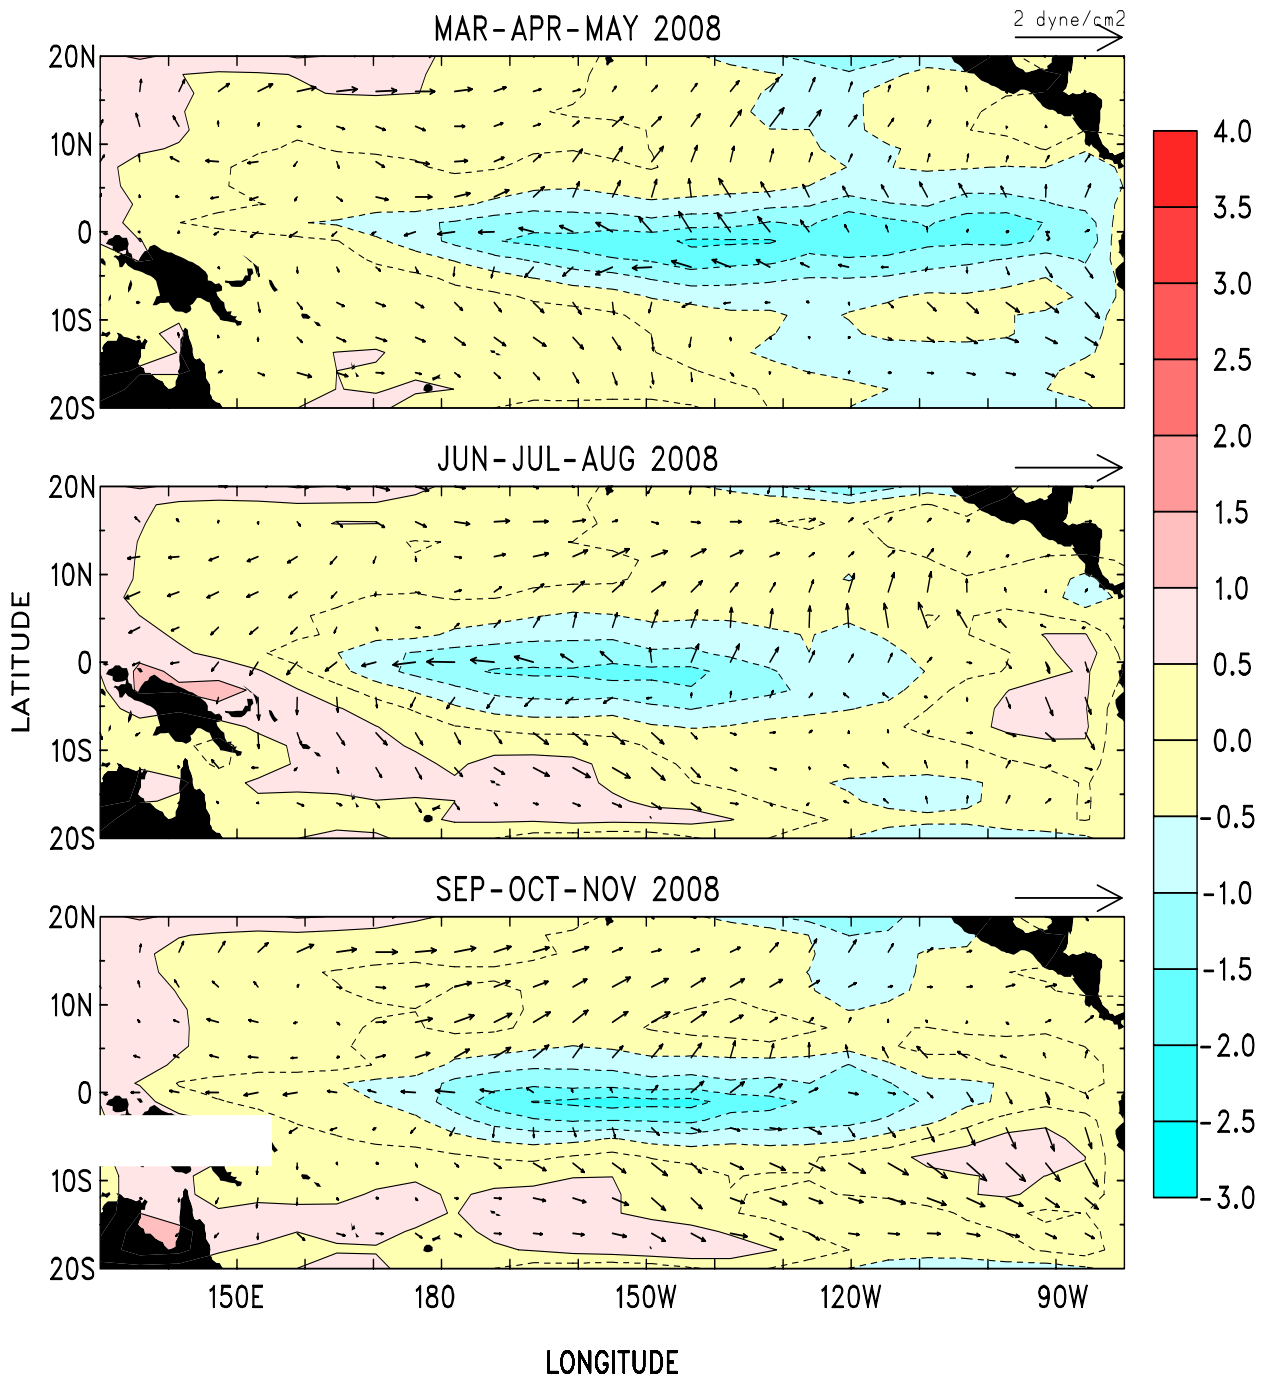 MAR-APR-MAY 2008
2 dyne/cm2
20N
10N
0
10S
20S
JUN-JUL-AUG 2008
20N
10N
0
10S
20S
LATITUDE
SEP-OCT-NOV 2008
20N
10N
0
10S
20S
150E 180 150W 120W 90W
LONGITUDE
4.0
3.5
3.0
2.5
2.0
1.5
1.0
0.5
0.0
-0.5
-1.0
-1.5
-2.0
-2.5
-3.0